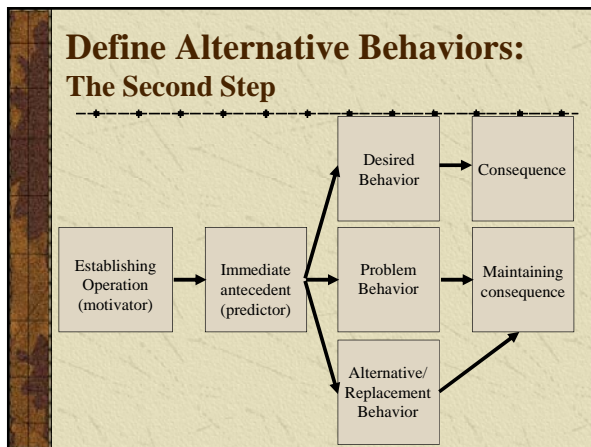 Define Alternative Behaviors:
The Second Step
Desired
Behavior
Consequence
Establishing
Operation
(motivator)
Immediate
antecedent
(predictor)
Problem
Behavior
Maintaining
consequence
Alternative/
Replacement
Behavior